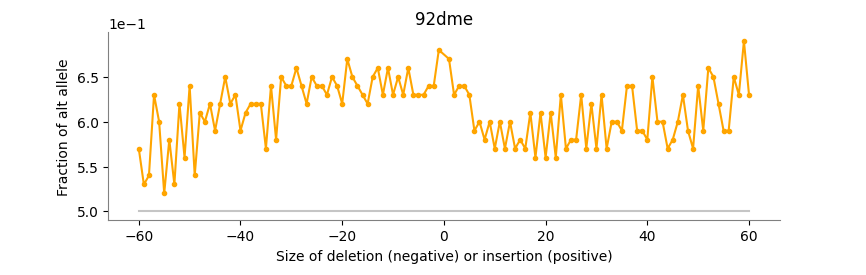 92dme
1e−1
6.5
6.0
5.5
5.0
Fraction of alt allele
−60 −40 −20 0 20 40 60
Size of deletion (negative) or insertion (positive)